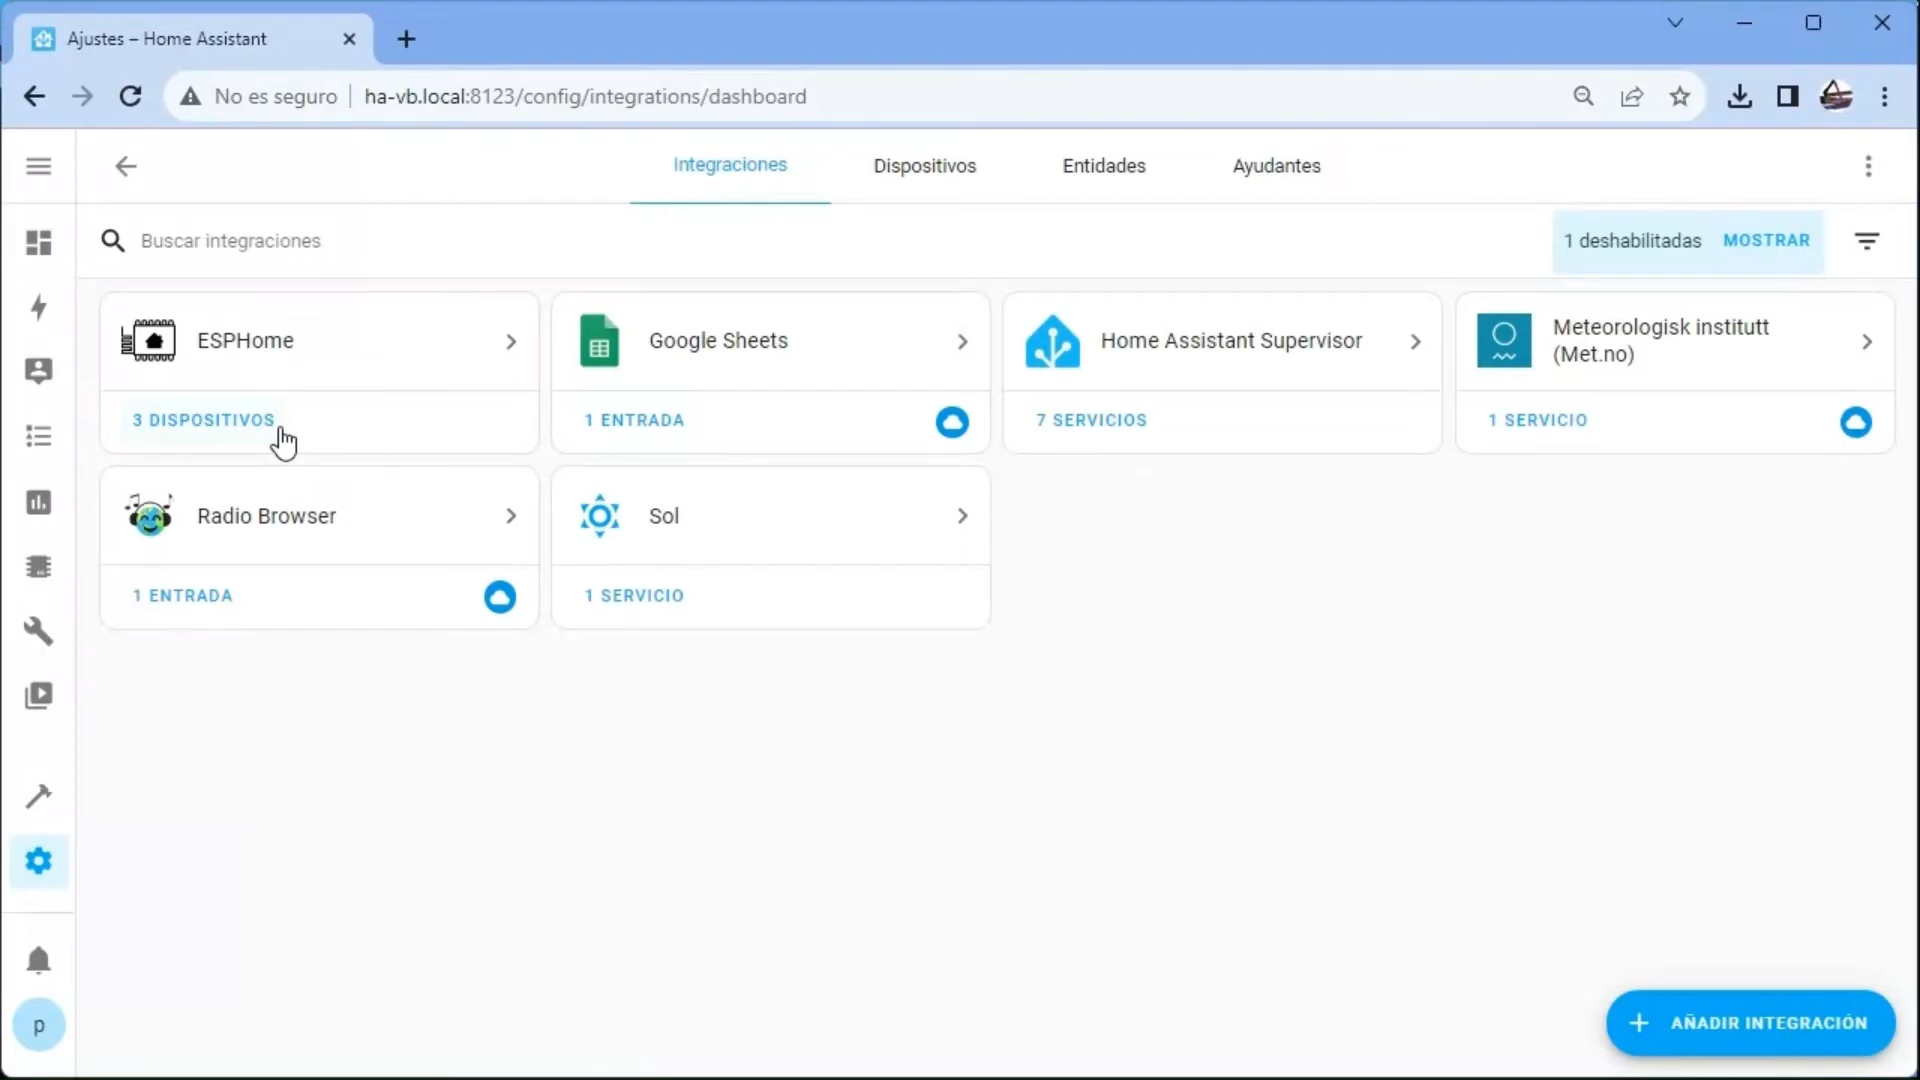 Ajustes – Home Assistant
No es seguro
ha-vb.local:8123/config/integrations/dashboard
Integraciones
Dispositivos
Entidades
Ayudantes
Buscar integraciones
1 deshabilitadas
MOSTRAR
ESPHome
Google Sheets
Home Assistant Supervisor
Meteorologisk institutt
(Met.no)
3 DISPOSITIVOS
1 ENTRADA
7 SERVICIOS
1 SERVICIO
Radio Browser
Sol
1 ENTRADA
1 SERVICIO
p
AÑADIR INTEGRACIÓN